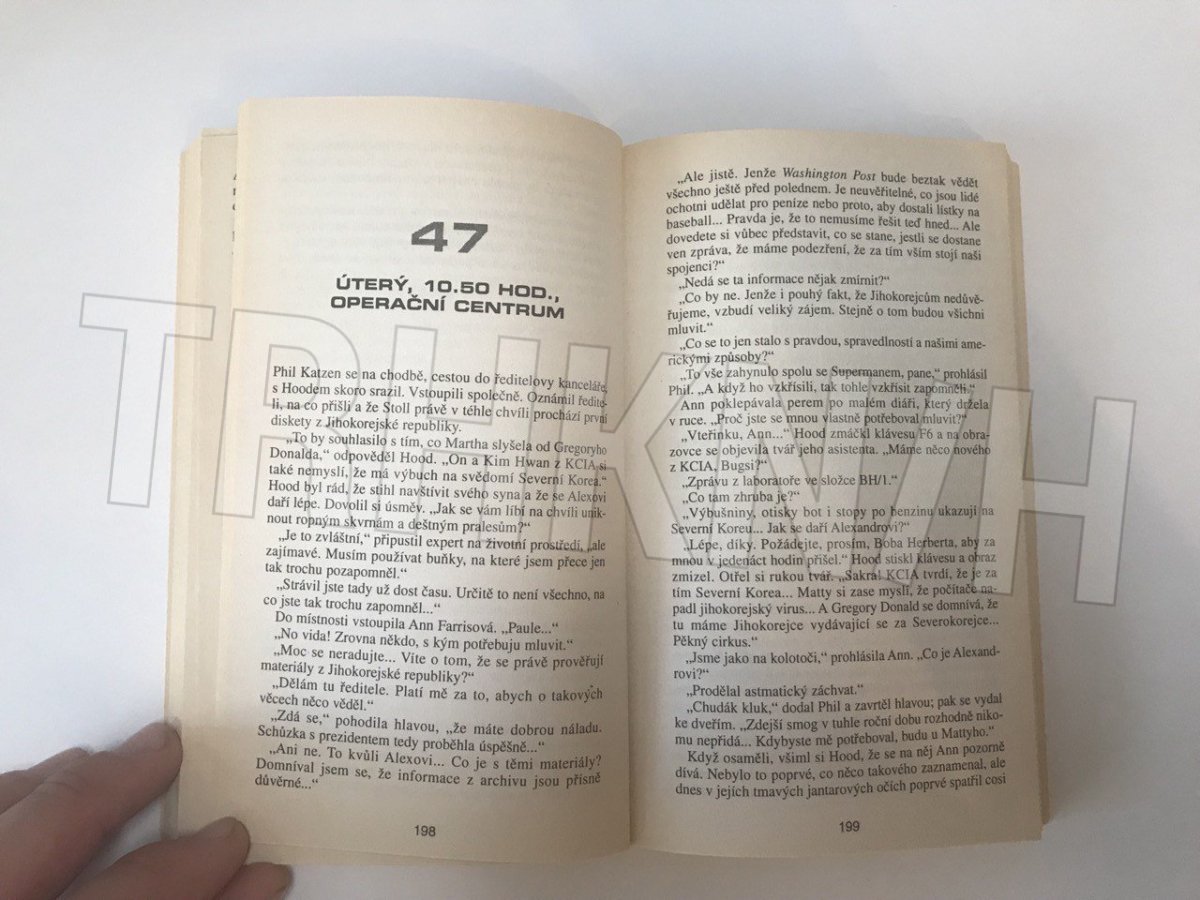 47
ÚTERÝ, 10.50 HOD.,
OPERAČNÍ CENTRUM
Phil Katzen se na chodbě, cestou do ředitelovy kanceláře,
s Hoodem skoro srazil. Vstoupili společně. Oznámil ředite-
li, na co přišli a že Stoll právě v téhle chvíli prochází první
diskety z Jihokorejské republiky.
„To by souhlasilo s tím, co Martha slyšela od Gregoryho
Donalda,“ odpověděl Hood. „On a Kim Hwan z KCIA si
také nemyslí, že má výbuch na svědomí Severní Korea.“
Hood byl rád, že stihl navštívit svého syna a že se Alexovi
daří lépe. Dovolil si úsměv. „Jak se vám líbí na chvíli unik-
nout ropným skvrnám a deštným pralesům?“
„Je to zvláštní,“ připustil expert na životní prostředí, „ale
zajímavé. Musím používat buňky, na které jsem přece jen
tak trochu pozapomněl.“
„Strávil jste tady už dost času. Určitě to není všechno, na
co jste tak trochu zapomněl...“
Do místnosti vstoupila Ann Farrisová. „Paule...“
„No vida! Zrovna někdo, s kým potřebuju mluvit.“
„Moc se neradujte... Víte o tom, že se právě prověřují
materiály z Jihokorejské republiky?“
„Dělám tu ředitele. Platí mě za to, abych o takových
věcech něco věděl.“
„Zdá se,“ pohodila hlavou, „že máte dobrou náladu.
Schůzka s prezidentem tedy proběhla úspěšně...“
„Ani ne. To kvůli Alexovi... Co je s těmi materiály?
Domníval jsem se, že informace z archivu jsou přísně
důvěrné...“
198
„Ale jistě. Jenže Washington Post bude beztak vědět
všechno ještě před polednem. Je neuvěřitelné, co jsou lidé
ochotni udělat pro peníze nebo proto, aby dostali lístky na
baseball... Pravda je, že to nemusíme řešit teď hned... Ale
dovedete si vůbec představit, co se stane, jestli se dostane
ven zpráva, že máme podezření, že za tím vším stojí naši
spojenci?“
„Nedá se ta informace nějak zmírnit?“
„Co by ne. Jenže i pouhý fakt, že Jihokorejcům nedůvě-
řujeme, vzbudí veliký zájem. Stejně o tom budou všichni
mluvit.“
„Co se to jen stalo s pravdou, spravedlností a našimi ame-
rickými způsoby?“
„To vše zahynulo spolu se Supermanem, pane,“ prohlásil
Phil. „A když ho vzkřísili, tak tohle vzkřísit zapomněli.“
Ann poklepávala perem po malém diáři, který držela
v ruce. „Proč jste se mnou vlastně potřeboval mluvit?“
„Vteřinku, Ann...“ Hood zmáčkl klávesu F6 a na obra-
zovce se objevila tvář jeho asistenta. „Máme něco nového
z KCIA, Bugsi?“
„Zprávu z laboratoře ve složce BH/1.“
„Co tam zhruba je?“
„Výbušniny, otisky bot i stopy po benzinu ukazují na
Severní Koreu... Jak se daří Alexandrovi?“
„Lépe, díky. Požádejte, prosím, Boba Herberta, aby za
mnou v jedenáct hodin přišel.“ Hood stiskl klávesu a obraz
zmizel. Otřel si rukou tvář. „Sakra! KCIA tvrdí, že je za
tím Severní Korea... Matty si zase myslí, že počítače na-
padl jihokorejský virus... A Gregory Donald se domnívá, že
tu máme Jihokorejce vydávající se za Severokorejce...
Pěkný cirkus.“
„Jsme jako na kolotoči,“ prohlásila Ann. „Co je Alexand-
rovi?“
„Prodělal astmatický záchvat.“
„Chudák kluk,“ dodal Phil a zavrtěl hlavou; pak se vydal
ke dveřím. „Zdejší smog v tuhle roční dobu rozhodně niko-
mu nepřidá... Kdybyste mě potřeboval, budu u Mattyho.“
Když osaměli, všiml si Hood, že se na něj Ann pozorně
dívá. Nebylo to poprvé, co něco takového zaznamenal, ale
dnes v jejích tmavých jantarových očích poprvé spatřil cosi
199
TRHKNIH